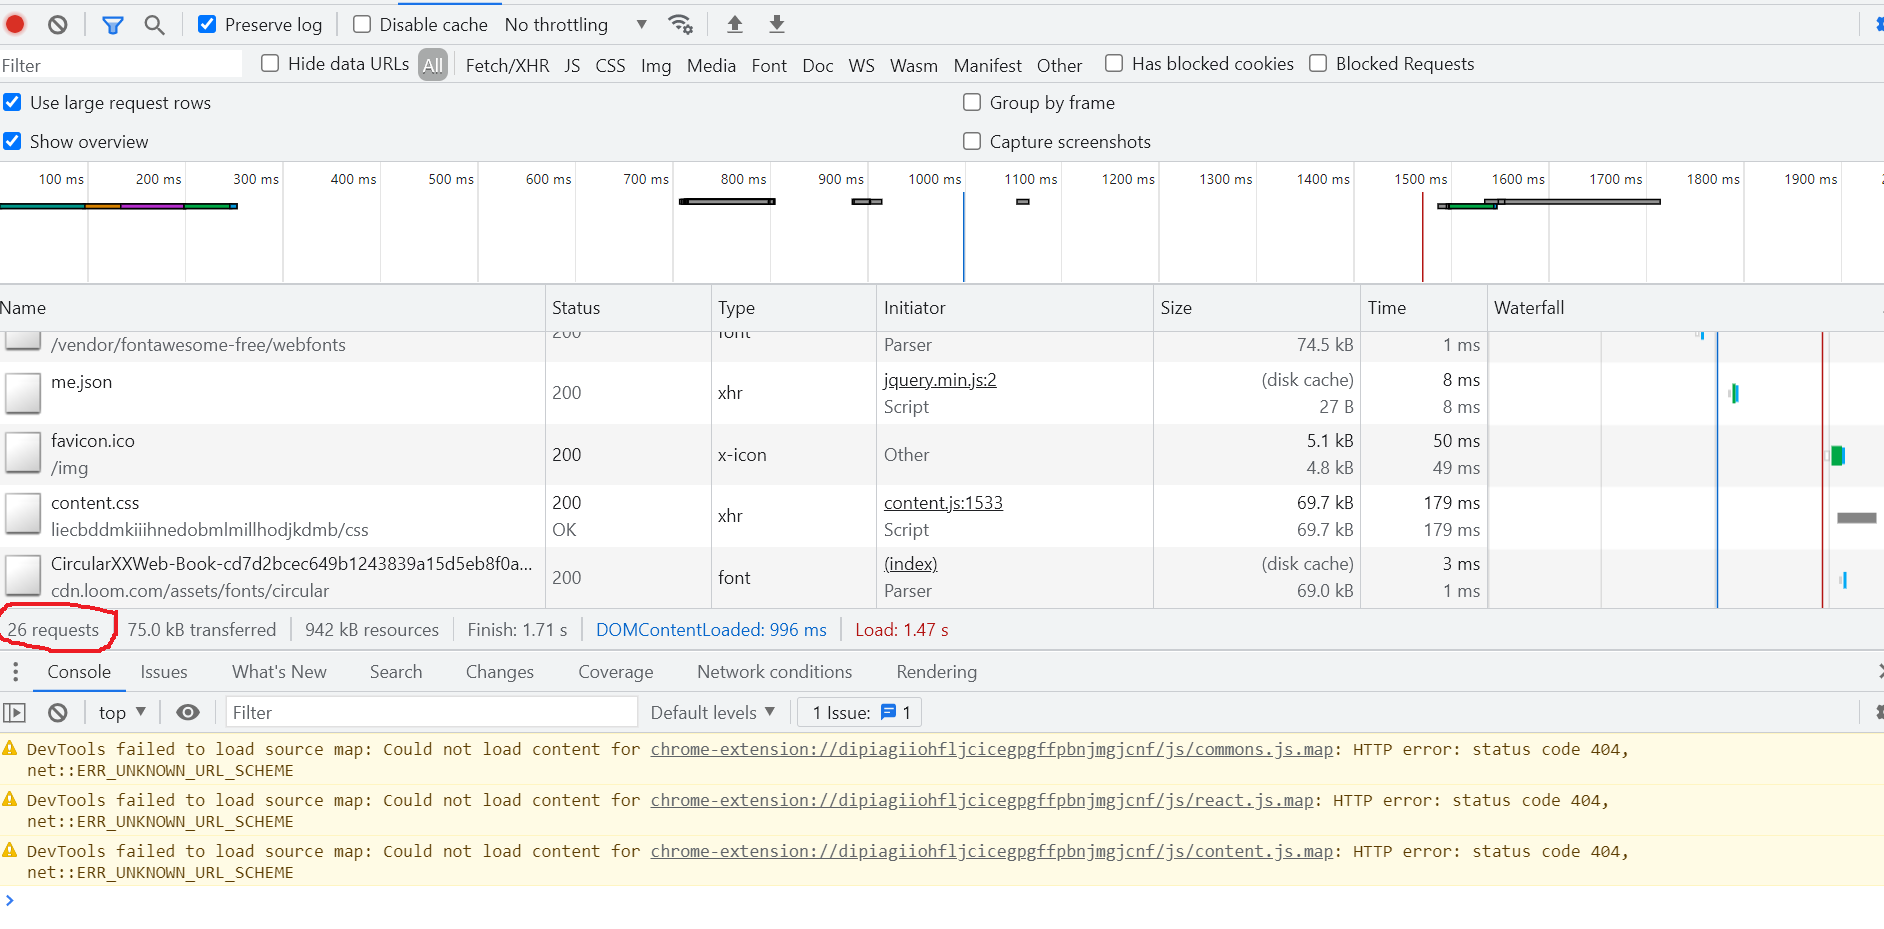 Preserve log Disable cache No throttling
Filter Hide data URLs All Fetch/XHR JS CSS Img Media Font Doc WS Wasm Manifest Other Has blocked cookies Blocked Requests
Use large request rows Group by frame
Show overview Capture screenshots
100 ms 200 ms 300 ms 400 ms 500 ms 600 ms 700 ms 800 ms 900 ms 1000 ms 1100 ms 1200 ms 1300 ms 1400 ms 1500 ms 1600 ms 1700 ms 1800 ms 1900 ms
Name Status Type Initiator Size Time Waterfall
200 font
/vendor/fontawesome-free/webfonts Parser 74.5 kB 1 ms
me.json 200 xhr jquery.min.js:2 (disk cache) 8 ms
Script 27 B 8 ms
favicon.ico 200 x-icon Other 5.1 kB 50 ms
/img 4.8 kB 49 ms
content.css 200 xhr content.js:1533 69.7 kB 179 ms
liecbddmkiiihnedobmlmillhodjkdmb/css OK Script 69.7 kB 179 ms
CircularXXWeb-Book-cd7d2bcec649b1243839a15d5eb8f0a... 200 font (index) (disk cache) 3 ms
cdn.loom.com/assets/fonts/circular Parser 69.0 kB 1 ms
26 requests 75.0 kB transferred 942 kB resources Finish: 1.71 s DOMContentLoaded: 996 ms Load: 1.47 s
Console Issues What's New Search Changes Coverage Network conditions Rendering
top Filter Default levels 1 Issue: 1
DevTools failed to load source map: Could not load content for chrome-extension://dipiagiiohfljcicegpgffpbnjmgjcnf/js/commons.js.map: HTTP error: status code 404,
net::ERR_UNKNOWN_URL_SCHEME
DevTools failed to load source map: Could not load content for chrome-extension://dipiagiiohfljcicegpgffpbnjmgjcnf/js/react.js.map: HTTP error: status code 404,
net::ERR_UNKNOWN_URL_SCHEME
DevTools failed to load source map: Could not load content for chrome-extension://dipiagiiohfljcicegpgffpbnjmgjcnf/js/content.js.map: HTTP error: status code 404,
net::ERR_UNKNOWN_URL_SCHEME